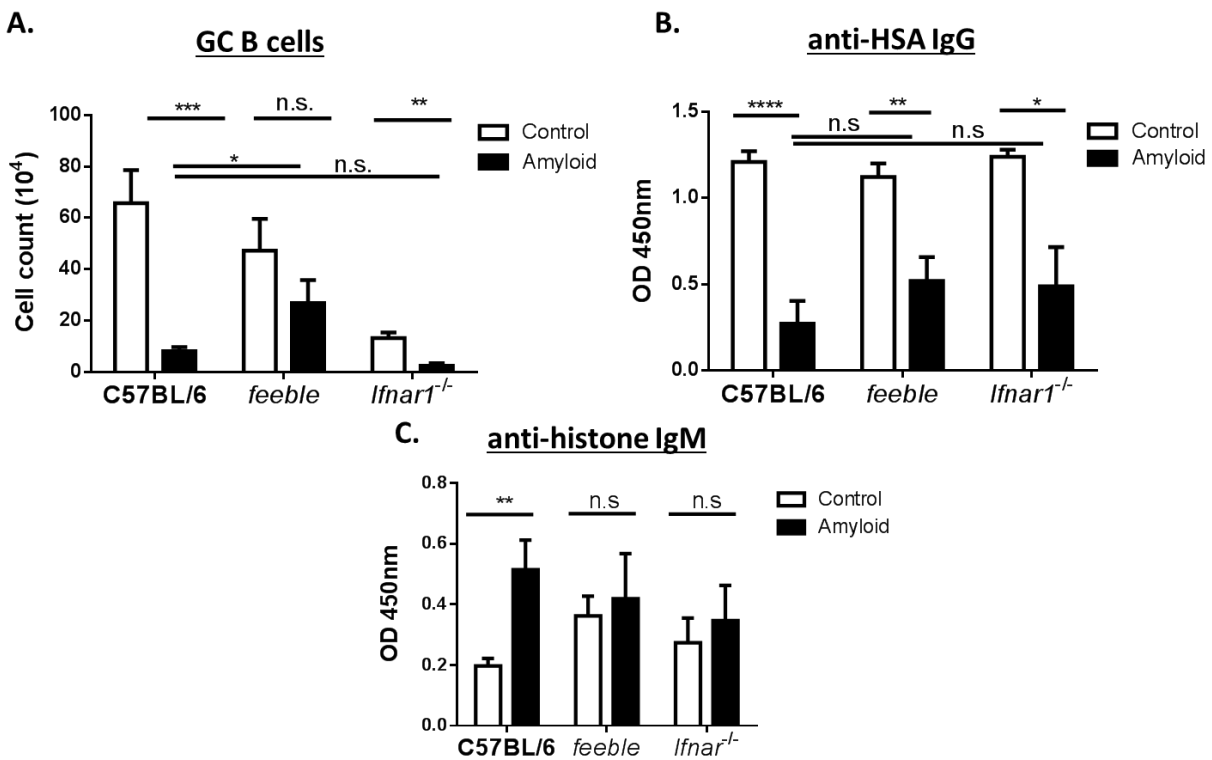 A.
GC B cells
Cell count (10⁴)
100
80
60
40
20
0
***
n.s.
**
*
n.s.
Control
Amyloid
C57BL/6 feeble Ifnar1⁻/⁻
B.
anti-HSA IgG
OD 450nm
1.5
1.0
0.5
0.0
****
**
*
n.s
n.s
Control
Amyloid
C57BL/6 feeble Ifnar1⁻/⁻
C.
anti-histone IgM
OD 450nm
0.8
0.6
0.4
0.2
0.0
**
n.s
n.s
Control
Amyloid
C57BL/6 feeble Ifnar⁻/⁻